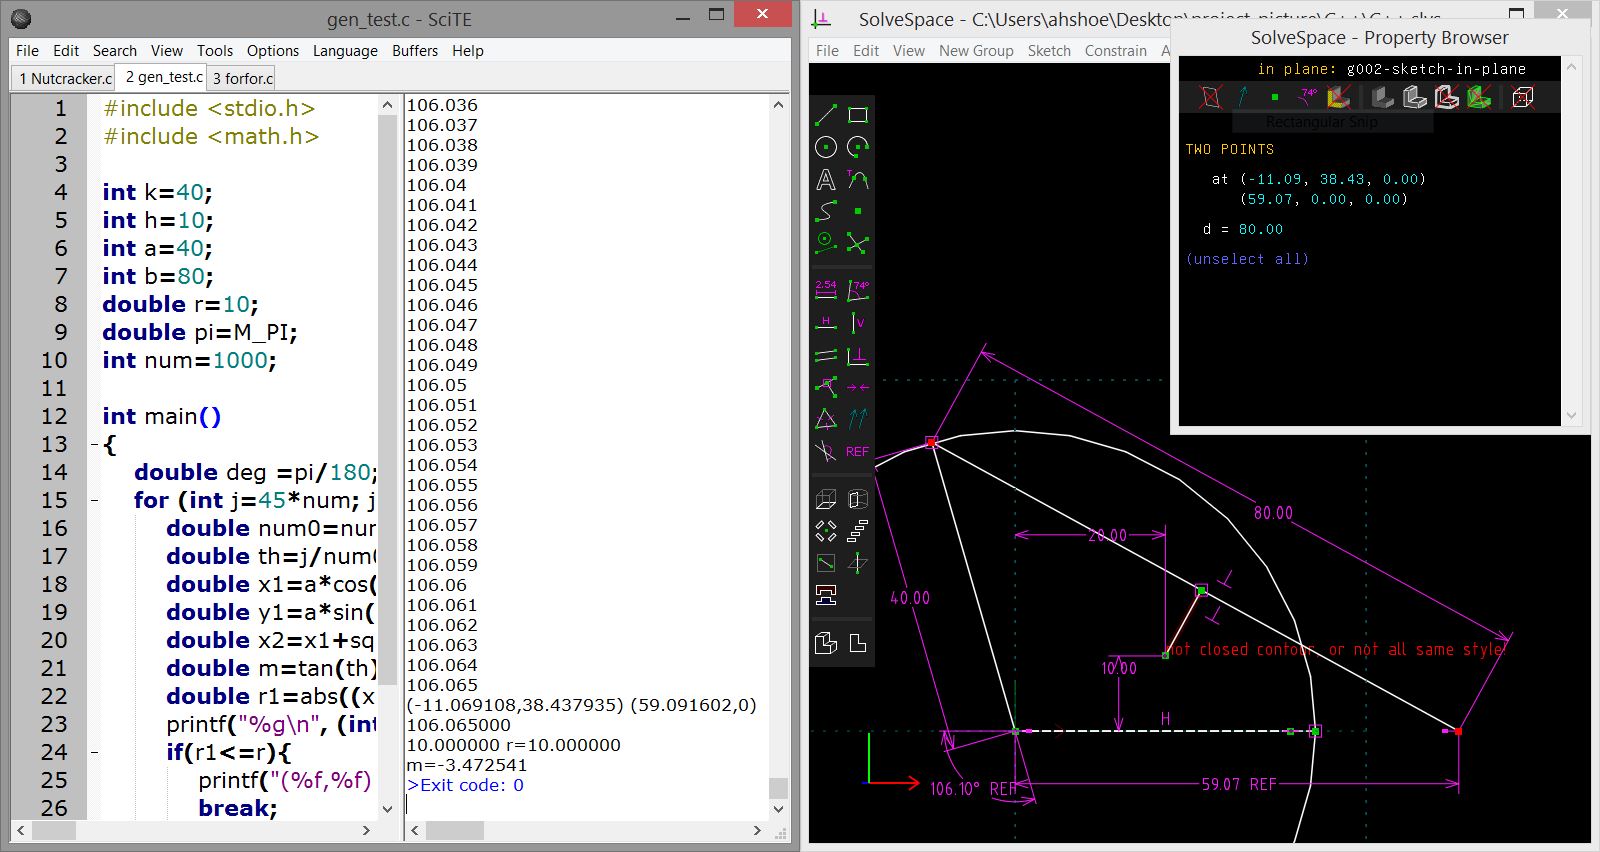 gen_test.c - SciTE
File Edit Search View Tools Options Language Buffers Help
1 Nutcracker.c 2 gen_test.c 3 forfor.c
1 #include <stdio.h>
2 #include <math.h>
3
4 int k=40;
5 int h=10;
6 int a=40;
7 int b=80;
8 double r=10;
9 double pi=M_PI;
10 int num=1000;
11
12 int main()
13 {
14 double deg =pi/180;
15 for (int j=45*num; j
16 double num0=nur
17 double th=j/num(
18 double x1=a*cos(
19 double y1=a*sin(
20 double x2=x1+sq
21 double m=tan(th)
22 double r1=abs((x
23 printf("%g\n", (int
24 if(r1<=r){
25 printf("(%f,%f)
26 break;
106.036
106.037
106.038
106.039
106.04
106.041
106.042
106.043
106.044
106.045
106.046
106.047
106.048
106.049
106.05
106.051
106.052
106.053
106.054
106.055
106.056
106.057
106.058
106.059
106.06
106.061
106.062
106.063
106.064
106.065
(-11.069108,38.437935) (59.091602,0)
106.065000
10.000000 r=10.000000
m=-3.472541
>Exit code: 0
SolveSpace - C:\Users\ahshoe\Desktop\project_picture\C++\C++.slvs
File Edit View New Group Sketch Constrain A
SolveSpace - Property Browser
in plane: g002-sketch-in-plane
74°
Rectangular Snip
TWO POINTS
at (-11.09, 38.43, 0.00)
(59.07, 0.00, 0.00)
d = 80.00
(unselect all)
2.54 74°
H V
REF
80.00
20.00
40.00
not closed contour, or not all same style!
10.00
H
106.10° REF
59.07 REF